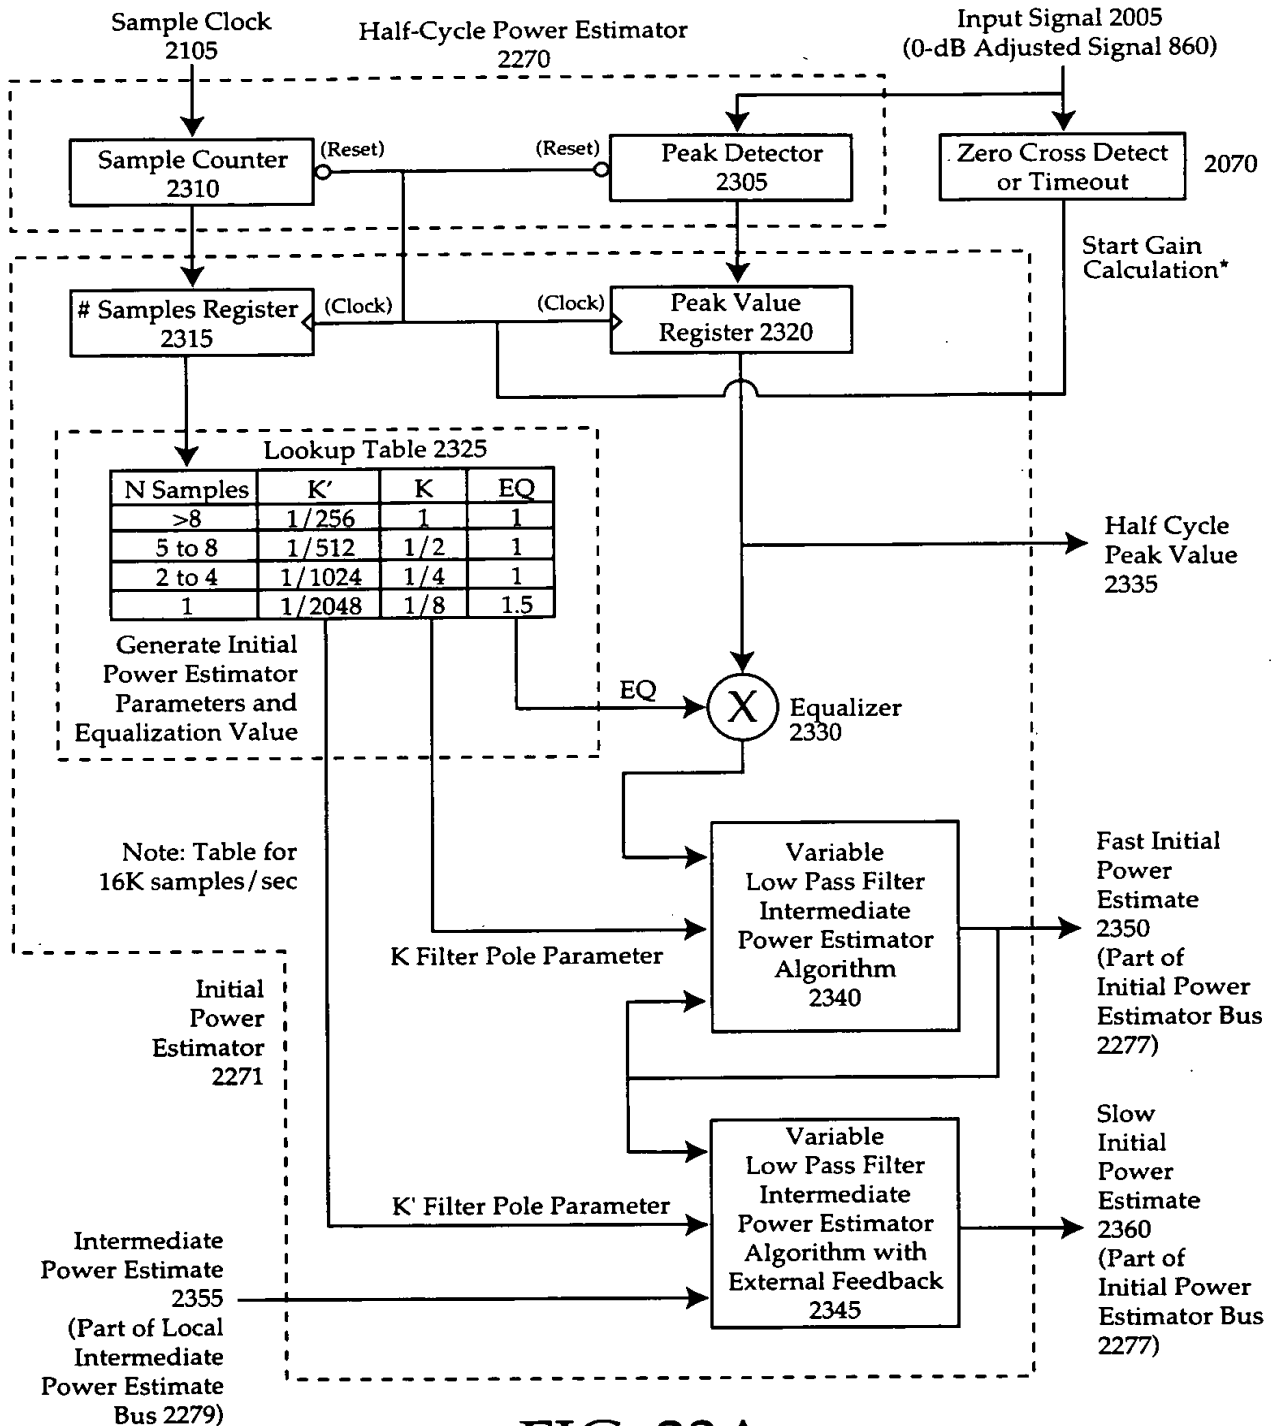 Sample Clock
2105
Half-Cycle Power Estimator
2270
Input Signal 2005
(0-dB Adjusted Signal 860)
Sample Counter
2310
(Reset)
(Reset)
Peak Detector
2305
Zero Cross Detect
or Timeout
2070
Start Gain
Calculation*
# Samples Register
2315
(Clock)
(Clock)
Peak Value
Register 2320
Lookup Table 2325
N Samples K' K EQ
>8 1/256 1 1
5 to 8 1/512 1/2 1
2 to 4 1/1024 1/4 1
1 1/2048 1/8 1.5
Generate Initial
Power Estimator
Parameters and
Equalization Value
Half Cycle
Peak Value
2335
EQ
X
Equalizer
2330
Note: Table for
16K samples/sec
Variable
Low Pass Filter
Intermediate
Power Estimator
Algorithm
2340
K Filter Pole Parameter
Fast Initial
Power
Estimate
2350
(Part of
Initial Power
Estimator Bus
2277)
Initial
Power
Estimator
2271
Variable
Low Pass Filter
Intermediate
Power Estimator
Algorithm with
External Feedback
2345
K' Filter Pole Parameter
Slow
Initial
Power
Estimate
2360
(Part of
Initial Power
Estimator Bus
2277)
Intermediate
Power Estimate
2355
(Part of Local
Intermediate
Power Estimate
Bus 2279)